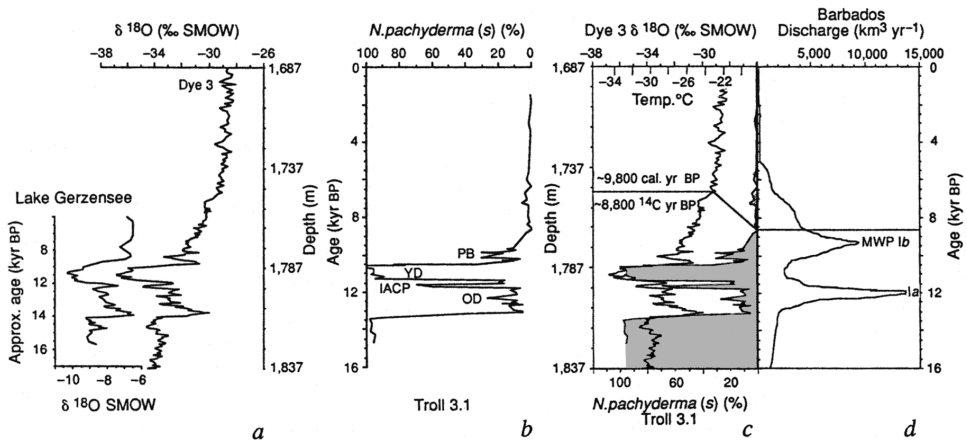 δ 18O (‰ SMOW)
−38 −34 −30 −26
Dye 3
1,687
1,737
1,787
1,837
Depth (m)
Lake Gerzensee
Approx. age (kyr BP)
8
10
12
14
16
−10 −8 −6
δ 18O SMOW
a
N.pachyderma (s) (%)
100 80 60 40 20 0
0
4
8
12
16
Age (kyr BP)
PB
YD
IACP
OD
Troll 3.1
b
Dye 3 δ 18O (‰ SMOW)
−38 −34 −30
−34 −30 −26 −22
Temp.°C
1,687
1,737
1,787
1,837
Depth (m)
~9,800 cal. yr BP
~8,800 14C yr BP
100 60 20
N.pachyderma (s) (%)
Troll 3.1
c
Barbados
Discharge (km3 yr−1)
5,000 10,000 15,000
0
4
8
12
16
Age (kyr BP)
MWP Ib
Ia
d